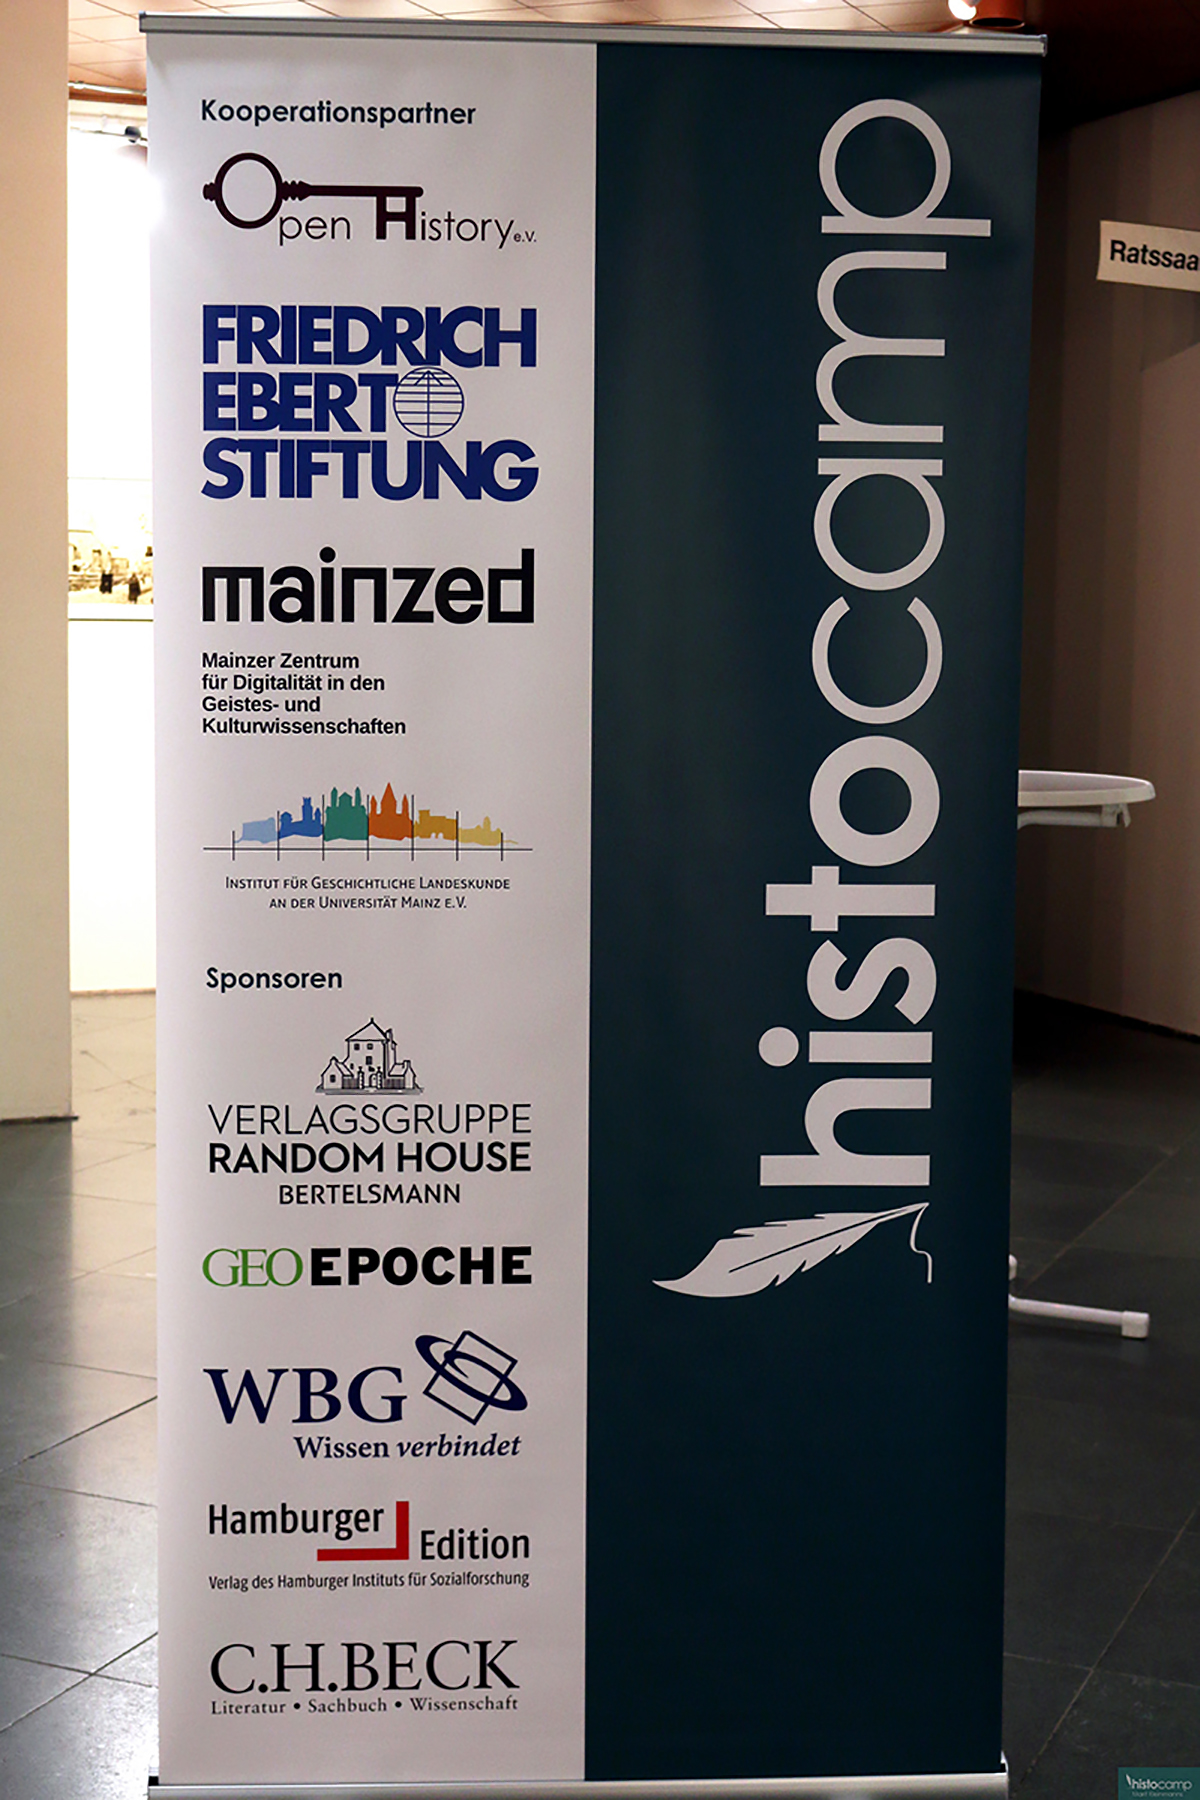 Kooperationspartner
Open History e.V.
FRIEDRICH
EBERT
STIFTUNG
mainzed
Mainzer Zentrum
für Digitalität in den
Geistes- und
Kulturwissenschaften
INSTITUT FÜR GESCHICHTLICHE LANDESKUNDE
AN DER UNIVERSITÄT MAINZ E.V.
Sponsoren
VERLAGSGRUPPE
RANDOM HOUSE
BERTELSMANN
GEO EPOCHE
WBG
Wissen verbindet
Hamburger
Edition
Verlag des Hamburger Instituts für Sozialforschung
C.H.BECK
Literatur • Sachbuch • Wissenschaft
histocamp
Ratssaa
histocamp